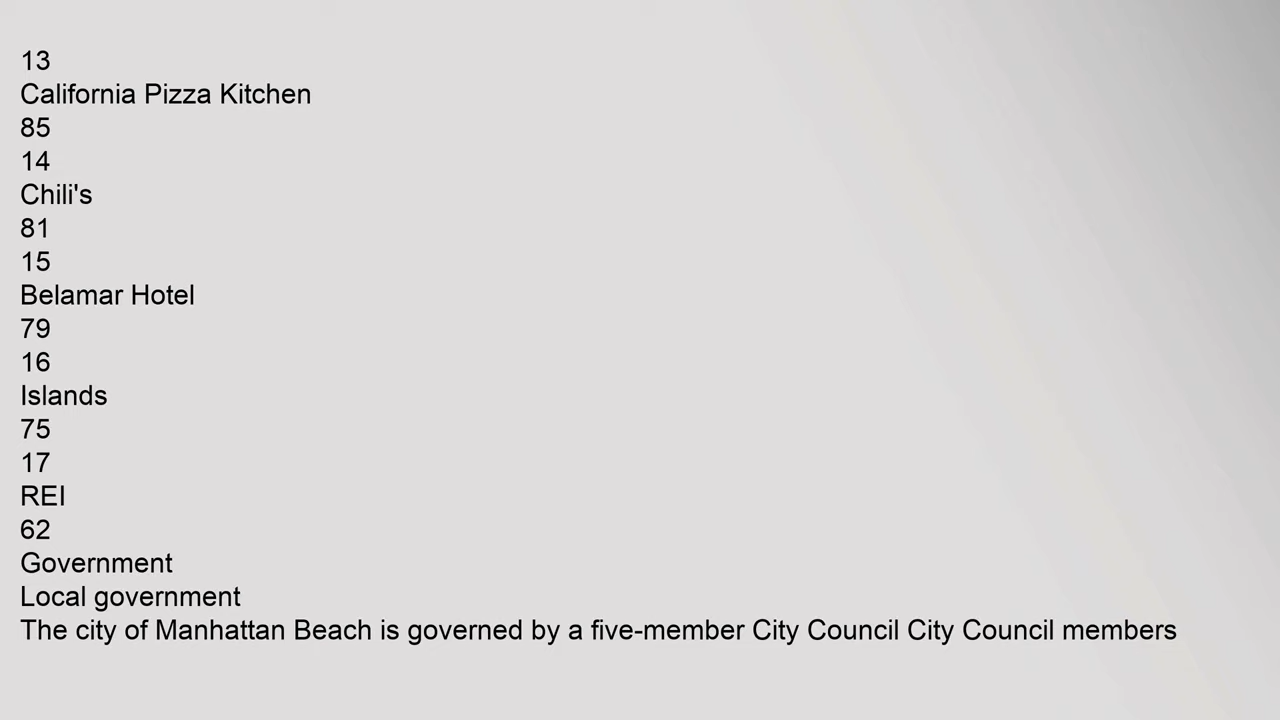 13
California Pizza Kitchen
85
14
Chili's
81
15
Belamar Hotel
79
16
Islands
75
17
REI
62
Government
Local government
The city of Manhattan Beach is governed by a five-member City Council City Council members